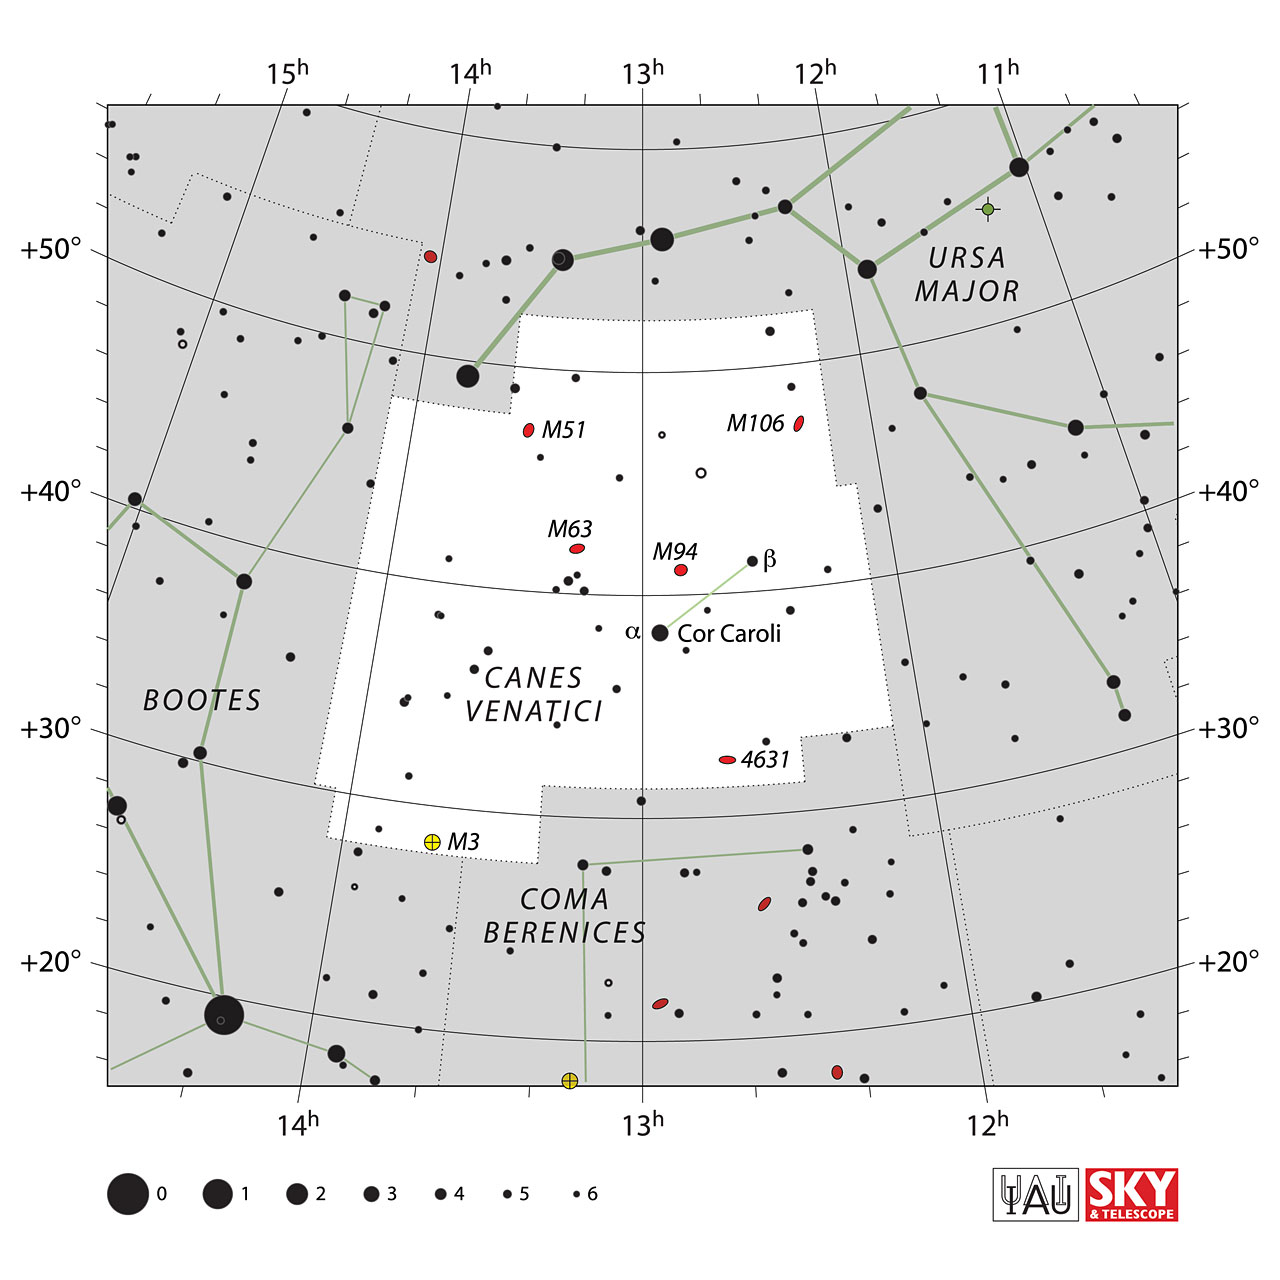 15h 14h 13h 12h 11h
+50° +50°
URSA
MAJOR
M51 M106
+40° +40°
M63
M94
β
α Cor Caroli
CANES
VENATICI
BOOTES
+30° +30°
4631
M3
COMA
BERENICES
+20° +20°
14h 13h 12h
0 1 2 3 4 5 6
IAU
SKY
& TELESCOPE